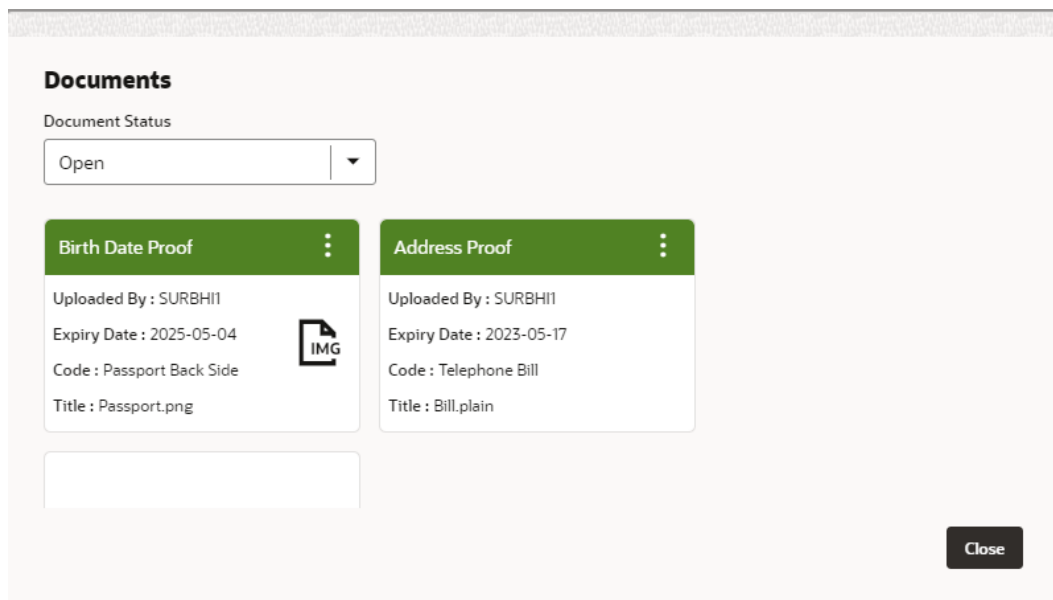 Documents
Document Status
Open
Birth Date Proof
Uploaded By : SURBHI1
Expiry Date : 2025-05-04
Code : Passport Back Side
Title : Passport.png
IMG
Address Proof
Uploaded By : SURBHI1
Expiry Date : 2023-05-17
Code : Telephone Bill
Title : Bill.plain
Close